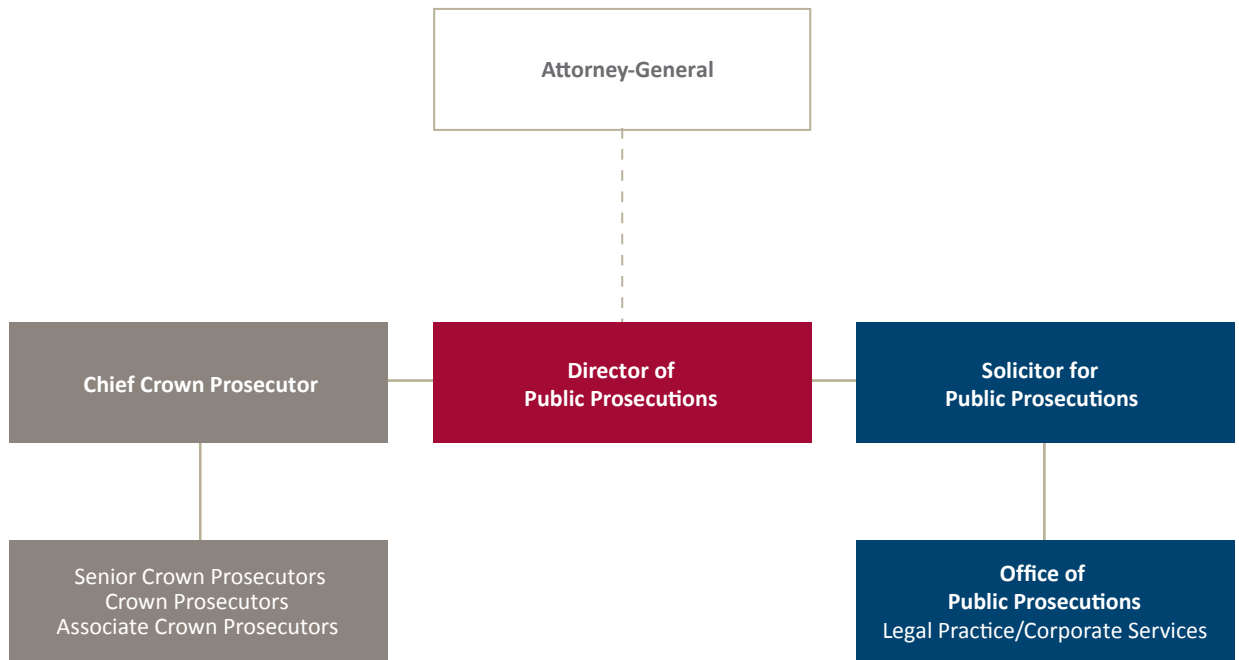 Attorney-General
Chief Crown Prosecutor
Director of
Public Prosecutions
Solicitor for
Public Prosecutions
Senior Crown Prosecutors
Crown Prosecutors
Associate Crown Prosecutors
Office of
Public Prosecutions
Legal Practice/Corporate Services